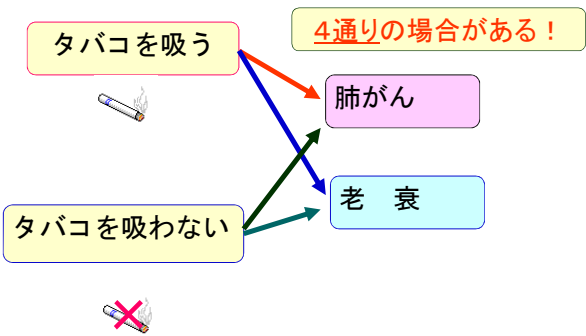 ４通りの場合がある！
タバコを吸う
肺がん
老　衰
タバコを吸わない